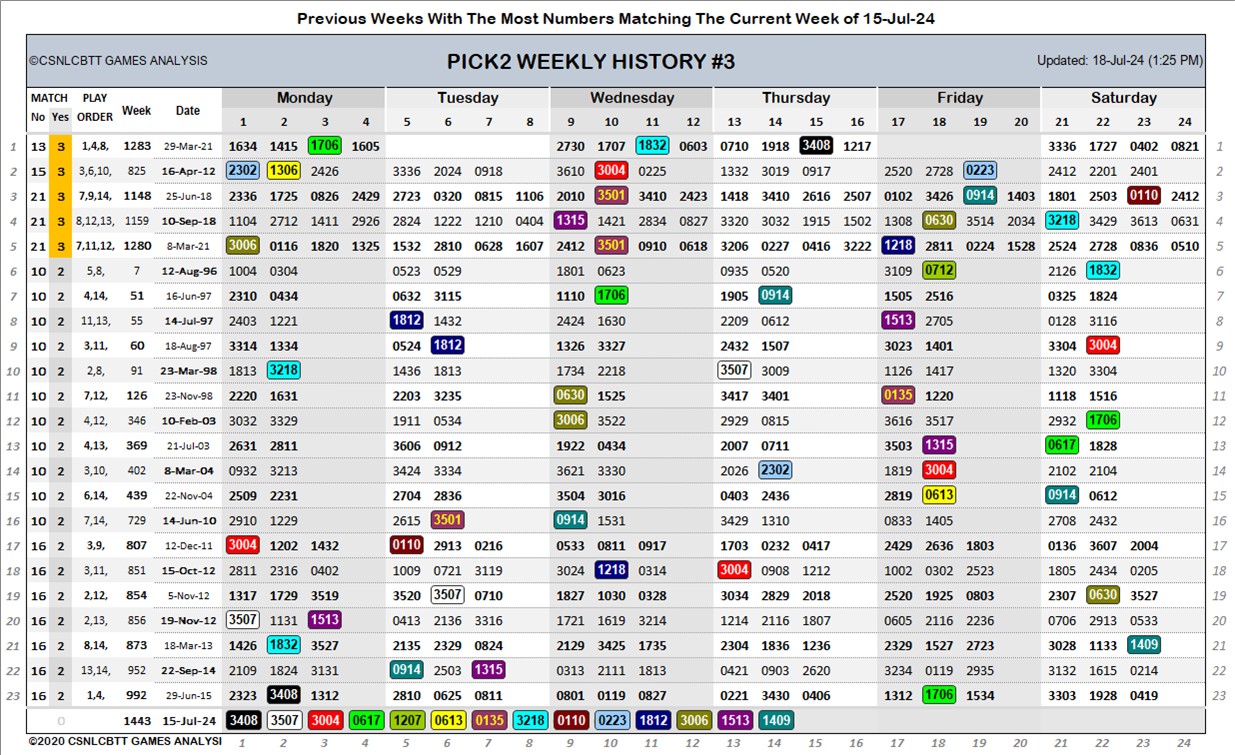 Previous Weeks With The Most Numbers Matching The Current Week of 15-Jul-24
©CSNLCBTT GAMES ANALYSIS PICK2 WEEKLY HISTORY #3 Updated: 18-Jul-24 (1:25 PM)
MATCH PLAY Week Date Monday Tuesday Wednesday Thursday Friday Saturday
No Yes ORDER 1 2 3 4 5 6 7 8 9 10 11 12 13 14 15 16 17 18 19 20 21 22 23 24
1 13 3 1,4,8, 1283 29-Mar-21 1634 1415 1706 1605 2730 1707 1832 0603 0710 1918 3408 1217 3336 1727 0402 0821 1
2 15 3 3,6,10, 825 16-Apr-12 2302 1306 2426 3336 2024 0918 3610 3004 0225 1332 3019 0917 2520 2728 0223 2412 2201 2401 2
3 21 3 7,9,14, 1148 25-Jun-18 2336 1725 0826 2429 2723 1505 0815 1106 2010 3501 3410 2423 1418 3410 2616 2507 0102 3426 0914 1403 1801 2503 0110 2412 3
4 21 3 8,12,13, 1159 10-Sep-18 1104 2712 1411 2926 2824 1222 1210 0404 1315 1421 2834 0827 3320 3032 1915 1502 1308 0630 3514 2034 3218 3429 3613 0631 4
5 21 3 7,11,12, 1280 8-Mar-21 3006 0116 1820 1325 1532 2810 0628 1607 2412 3501 0910 0618 3206 0227 0416 3222 1218 2811 0224 1528 2524 2728 0836 0510 5
6 10 2 5,8, 7 12-Aug-96 1004 0304 0523 0529 1801 0623 0935 0520 3109 0712 2126 1832 6
7 10 2 4,14, 51 16-Jun-97 2310 0434 0632 3115 1110 1706 1905 0914 1505 2516 0325 1824 7
8 10 2 11,13, 55 14-Jul-97 2403 1221 1812 1432 2424 1630 2209 0612 1513 2705 0128 3116 8
9 10 2 3,11, 60 18-Aug-97 3314 1334 0524 1812 1326 3327 2432 1507 3023 1401 3304 3004 9
10 10 2 2,8, 91 23-Mar-98 1813 3218 1436 1813 1734 2218 3507 3009 1126 1417 1320 3304 10
11 10 2 7,12, 126 23-Nov-98 2220 1631 2203 3235 0630 1525 3417 3401 0135 1220 1118 1516 11
12 10 2 4,12, 346 10-Feb-03 3032 3329 1911 0534 3006 3522 2929 0815 3616 3517 2932 1706 12
13 10 2 4,13, 369 21-Jul-03 2631 2811 3606 0912 1922 0434 2007 0711 3503 1315 0617 1828 13
14 10 2 3,10, 402 8-Mar-04 0932 3213 3424 3334 3621 3330 2026 2302 1819 3004 2102 2104 14
15 10 2 6,14, 439 22-Nov-04 2509 2231 2704 2836 3504 3016 0403 2436 2819 0613 0914 0612 15
16 10 2 7,14, 729 14-Jun-10 2910 1229 2615 3501 0914 1531 3429 1310 0833 1405 2708 2432 16
17 16 2 3,9, 807 12-Dec-11 3004 1202 1432 0110 2913 0216 0533 0811 0917 1703 0232 0417 2429 2636 1803 0136 3607 2004 17
18 16 2 3,11, 851 15-Oct-12 2811 2316 0402 1009 0721 3119 3024 1218 0314 3004 0908 1212 1002 0302 2523 1805 2434 0205 18
19 16 2 2,12, 854 5-Nov-12 1317 1729 3519 3520 3507 0710 1827 1030 0328 3034 2829 2018 2520 1925 0803 2307 0630 3527 19
20 16 2 2,13, 856 19-Nov-12 3507 1131 1513 0413 2136 3316 1721 1619 3214 1214 2116 1807 0605 2116 2236 0706 2913 0533 20
21 16 2 8,14, 873 18-Mar-13 1426 1832 3527 2135 2329 0824 2129 3425 1735 2304 1836 1236 2329 1527 2723 3028 1133 1409 21
22 16 2 13,14, 952 22-Sep-14 2109 1824 3131 0914 2503 1315 0313 2111 1813 0421 0903 2620 3234 0119 2935 3132 1615 0214 22
23 16 2 1,4, 992 29-Jun-15 2323 3408 1312 2810 0625 0811 0801 0119 0827 0221 3430 0406 1312 1706 1534 3303 1928 0419 23
0 1443 15-Jul-24 3408 3507 3004 0617 1207 0613 0135 3218 0110 0223 1812 3006 1513 1409
©2020 CSNLCBTT GAMES ANALYSI 1 2 3 4 5 6 7 8 9 10 11 12 13 14 15 16 17 18 19 20 21 22 23 24